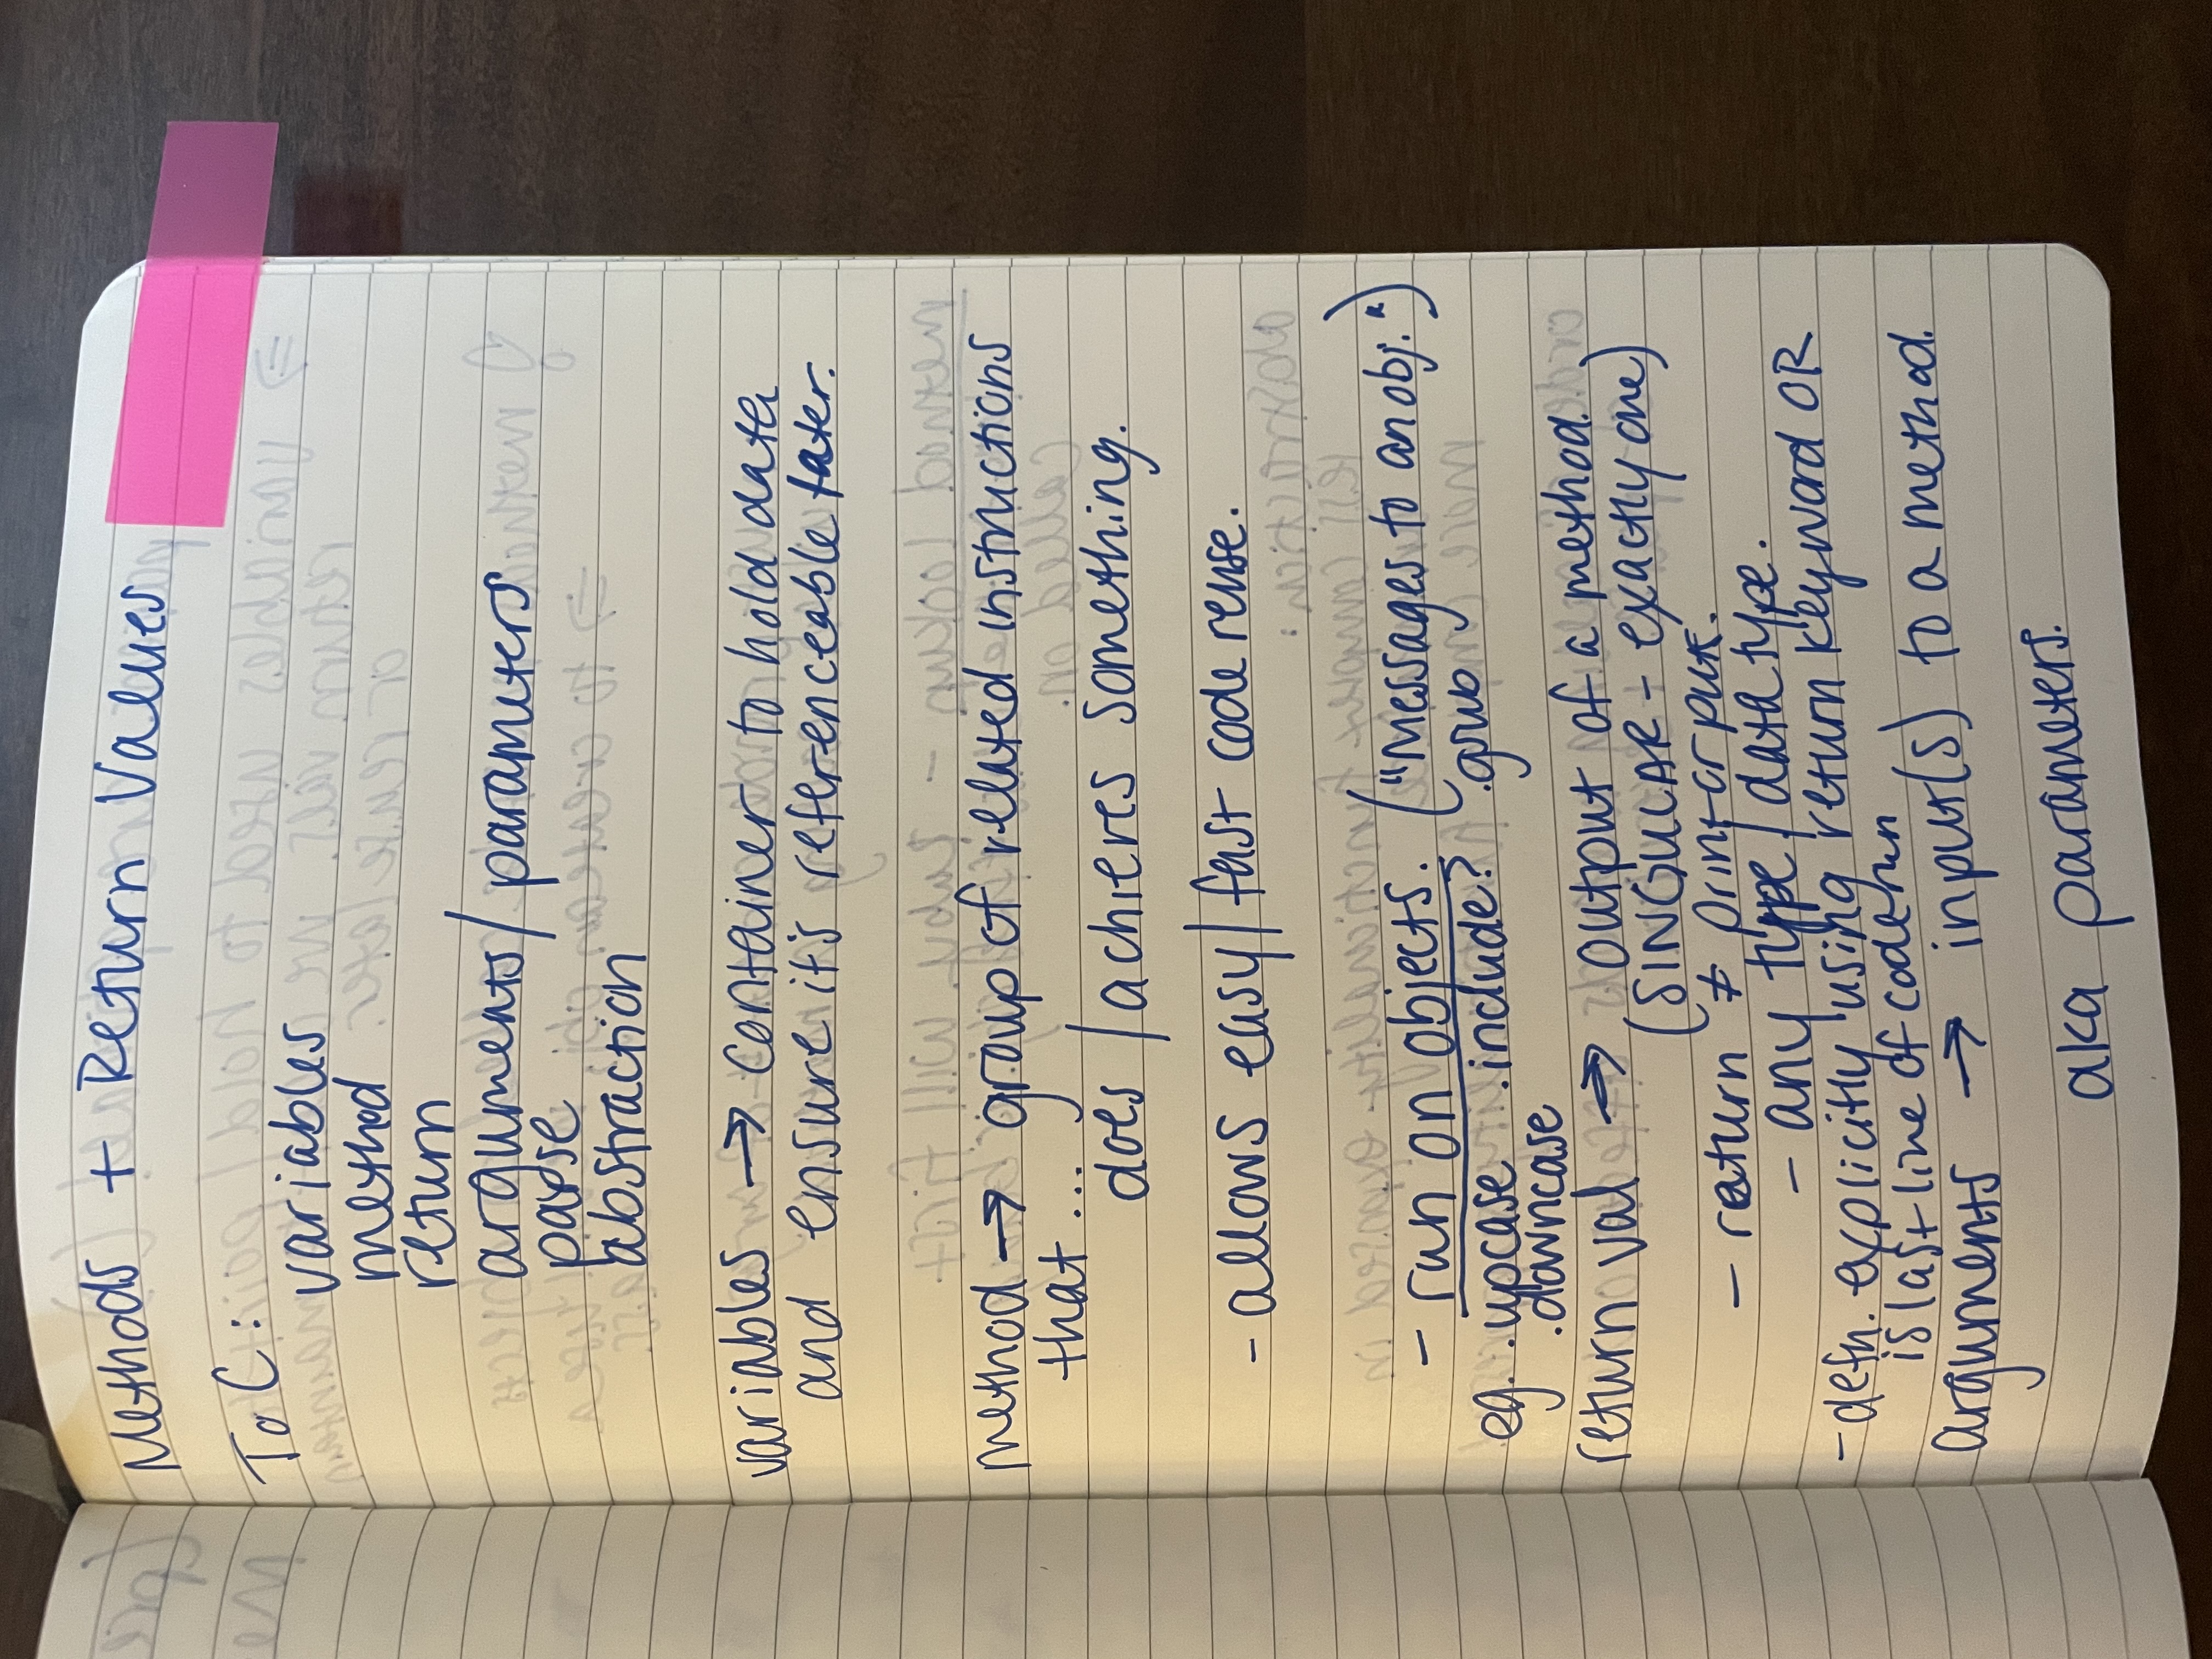 Methods + Return Values
ToC:
variables
method
return
arguments/parameters
parse
abstraction
variables → container to hold data
and ensure it's referenceable later.
method → group of related instructions
that ...
does / achieves something.
- allows easy/fast code reuse.
- run on objects. ("Messages to an obj.")
eg. .upcase .include? .grub
.downcase
return val → output of a method.
(SINGULAR - exactly one)
- return ≠ print or puts.
- any type / data type.
- defn. explicitly using return keyword OR
is last line of code run
arguments → input(s) to a method.
aka parameters.